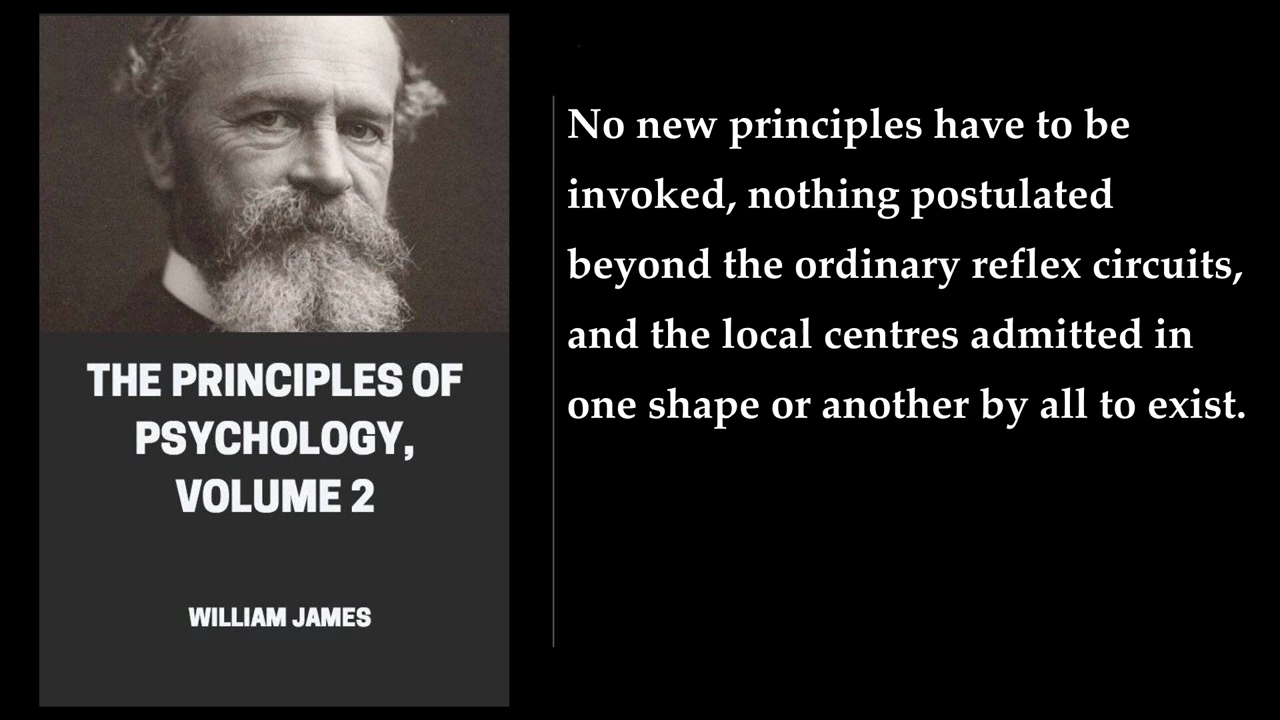 THE PRINCIPLES OF
PSYCHOLOGY,
VOLUME 2
WILLIAM JAMES
No new principles have to be
invoked, nothing postulated
beyond the ordinary reflex circuits,
and the local centres admitted in
one shape or another by all to exist.